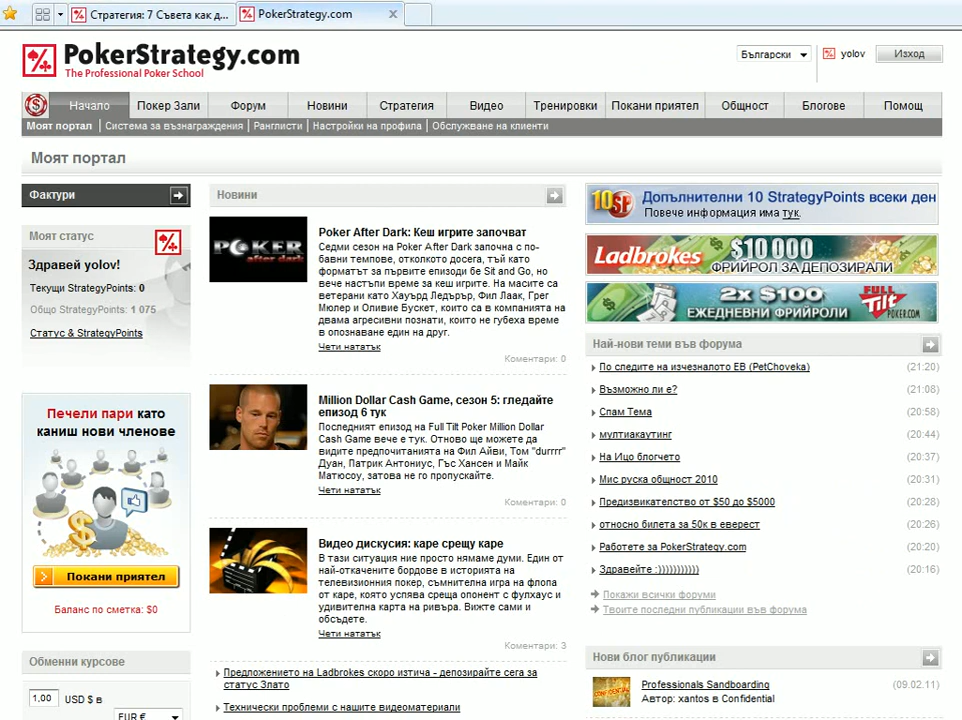 Стратегия: 7 Съвета как д...
PokerStrategy.com
PokerStrategy.com
The Professional Poker School
Български
yolov
Изход
Начало
Покер Зали
Форум
Новини
Стратегия
Видео
Тренировки
Покани приятел
Общност
Блогове
Помощ
Моят портал | Система за възнаграждения | Ранглисти | Настройки на профила | Обслужване на клиенти
Моят портал
Фактури
Моят статус
Здравей yolov!
Текущи StrategyPoints: 0
Общо StrategyPoints: 1 075
Статус & StrategyPoints
Печели пари като
каниш нови членове
Покани приятел
Баланс по сметка: $0
Обменни курсове
1,00 USD $ в
EUR €
Новини
POKER
after dark
Poker After Dark: Кеш игрите започват
Седми сезон на Poker After Dark започна с по-
бавни темпове, отколкото досега, тъй като
форматът за първите епизоди бе Sit and Go, но
вече настъпи време за кеш игрите. На масите са
ветерани като Хауърд Ледърър, Фил Лаак, Грег
Мюлер и Оливие Бускет, които са в компанията на
двама агресивни познати, които не губеха време
в опознаване един на друг.
Чети нататък
Коментари: 0
Million Dollar Cash Game, сезон 5: гледайте
епизод 6 тук
Последният епизод на Full Tilt Poker Million Dollar
Cash Game вече е тук. Отново ще можете да
видите предпочитанията на Фил Айви, Том "durrrr"
Дуан, Патрик Антониус, Гъс Хансен и Майк
Матюсоу, затова не го пропускайте.
Чети нататък
Коментари: 0
Видео дискусия: каре срещу каре
В тази ситуация ние просто нямаме думи. Един от
най-откачените бордове в историята на
телевизионния покер, съмнителна игра на флопа
от каре, която успява среща опонент с фулхаус и
удивителна карта на ривъра. Вижте сами и
обсъдете.
Чети нататък
Коментари: 3
Предложението на Ladbrokes скоро изтича - депозирайте сега за
статус Злато
Технически проблеми с нашите видеоматериали
10SP
Допълнителни 10 StrategyPoints всеки ден
Повече информация има тук.
Ladbrokes
$10 000
ФРИЙРОЛ ЗА ДЕПОЗИРАЛИ
2x $100
ЕЖЕДНЕВНИ ФРИЙРОЛИ
FULL
TiLT
POKER.COM
Най-нови теми във форума
По следите на изчезналото ЕВ (PetChoveka) (21:20)
Възможно ли е? (21:08)
Спам Тема (20:58)
мултиакаутинг (20:44)
На Ицо блогчето (20:37)
Мис руска общност 2010 (20:31)
Предизвикателство от $50 до $5000 (20:28)
относно билета за 50к в еверест (20:26)
Работете за PokerStrategy.com (20:20)
Здравейте :))))))))))) (20:16)
Покажи всички форуми
Твоите последни публикации във форума
Нови блог публикации
CONFIDENTIAL
Professionals Sandboarding (09.02.11)
Автор: xantos в Confidential